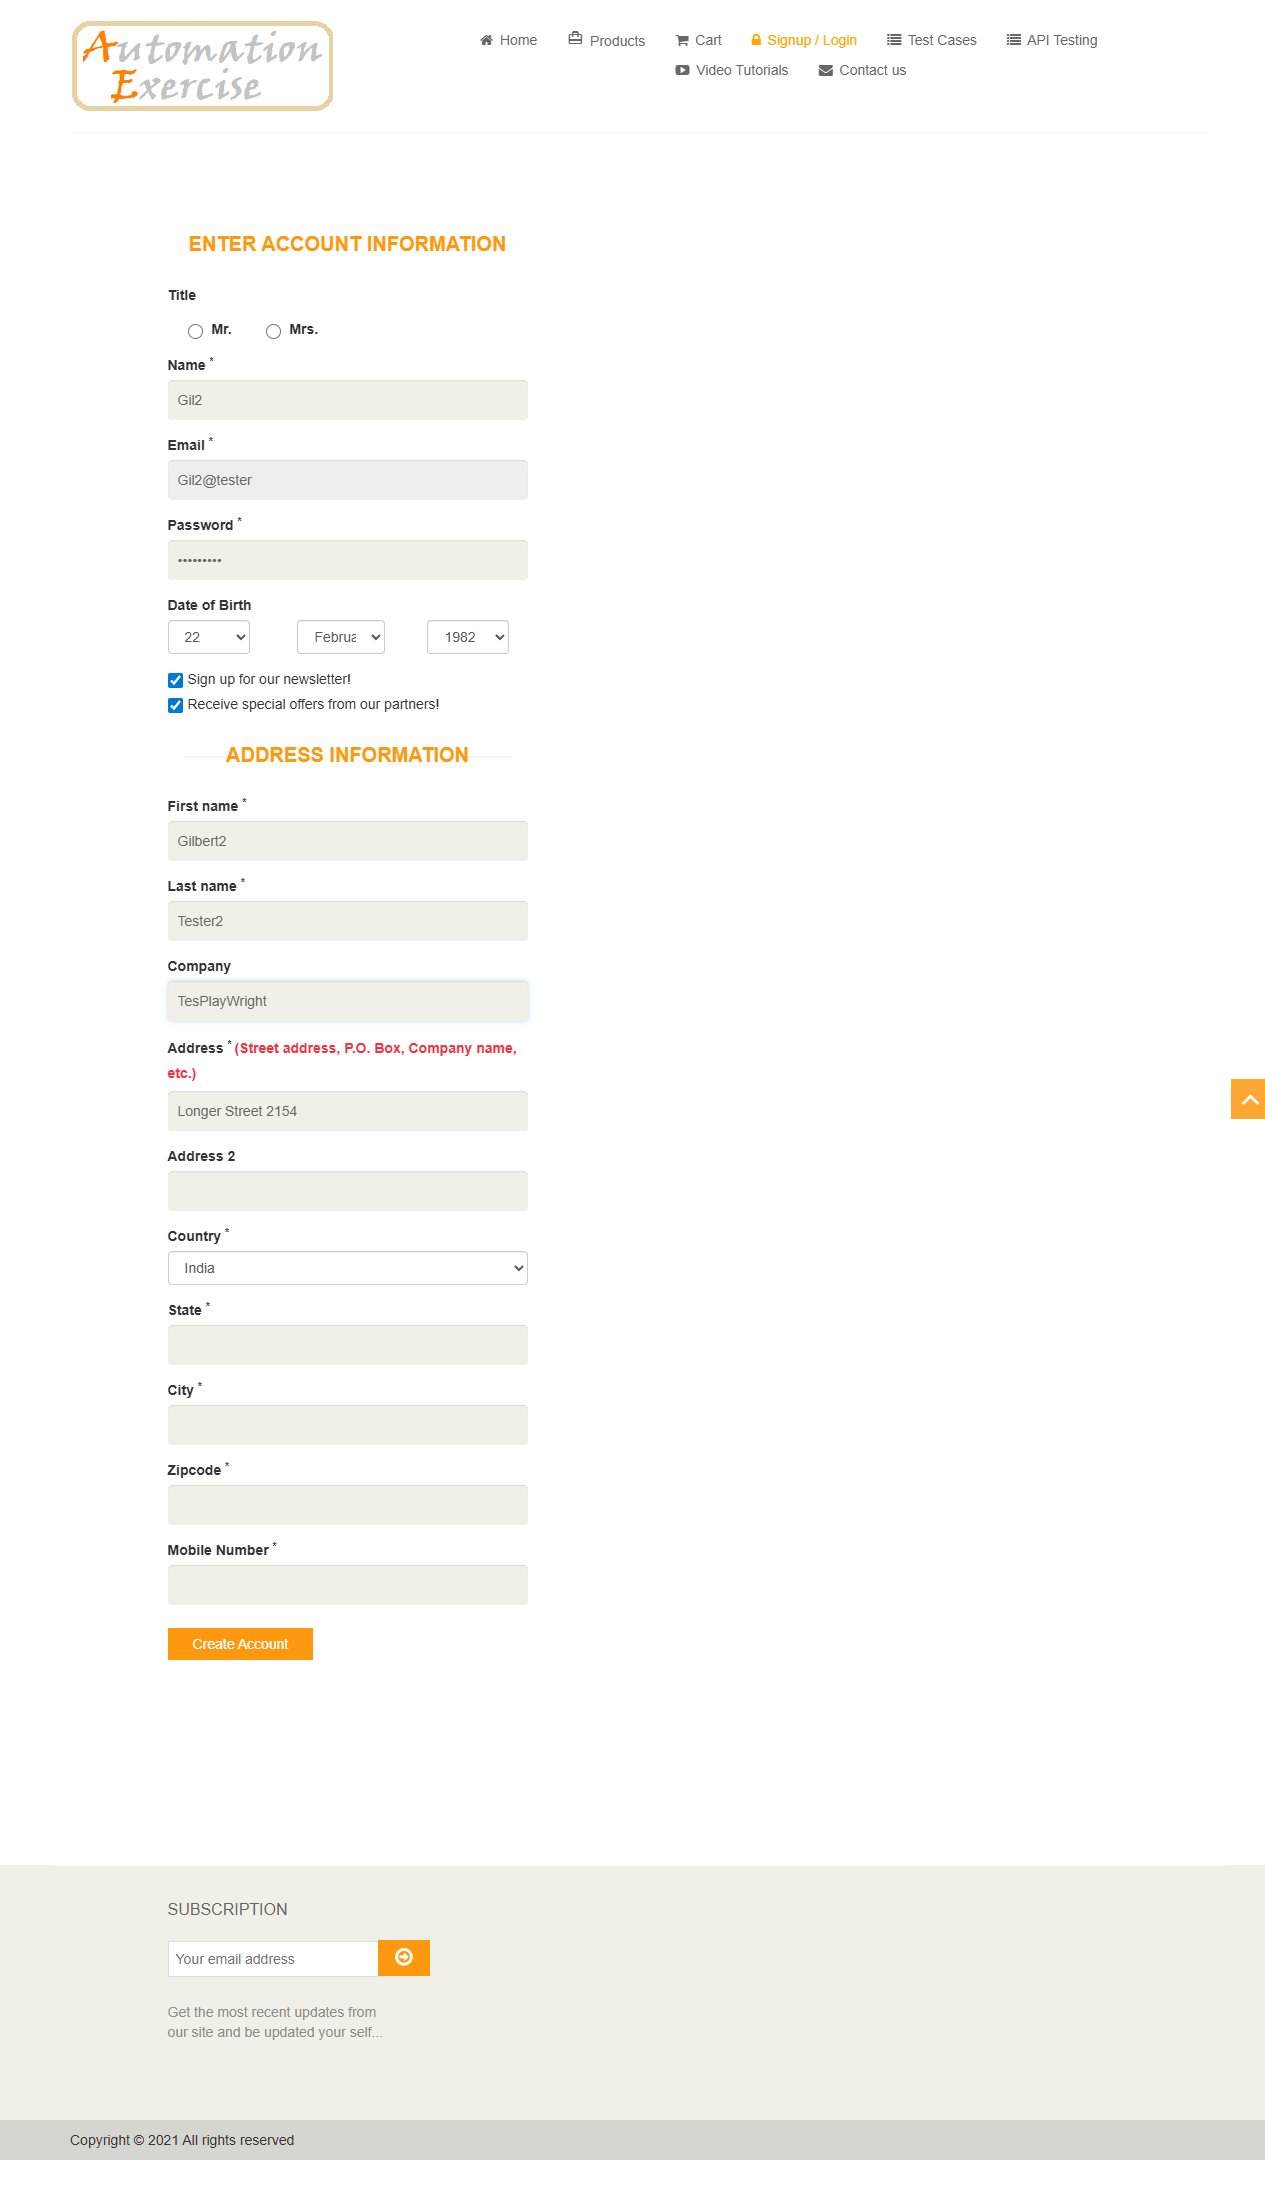 Automation
Exercise
Home
Products
Cart
Signup / Login
Test Cases
API Testing
Video Tutorials
Contact us
ENTER ACCOUNT INFORMATION
Title
Mr.
Mrs.
Name *
Gil2
Email *
Gil2@tester
Password *
•••••••••
Date of Birth
22
Februa
1982
Sign up for our newsletter!
Receive special offers from our partners!
ADDRESS INFORMATION
First name *
Gilbert2
Last name *
Tester2
Company
TesPlayWright
Address * (Street address, P.O. Box, Company name,
etc.)
Longer Street 2154
Address 2
Country *
India
State *
City *
Zipcode *
Mobile Number *
Create Account
SUBSCRIPTION
Your email address
Get the most recent updates from
our site and be updated your self...
Copyright © 2021 All rights reserved